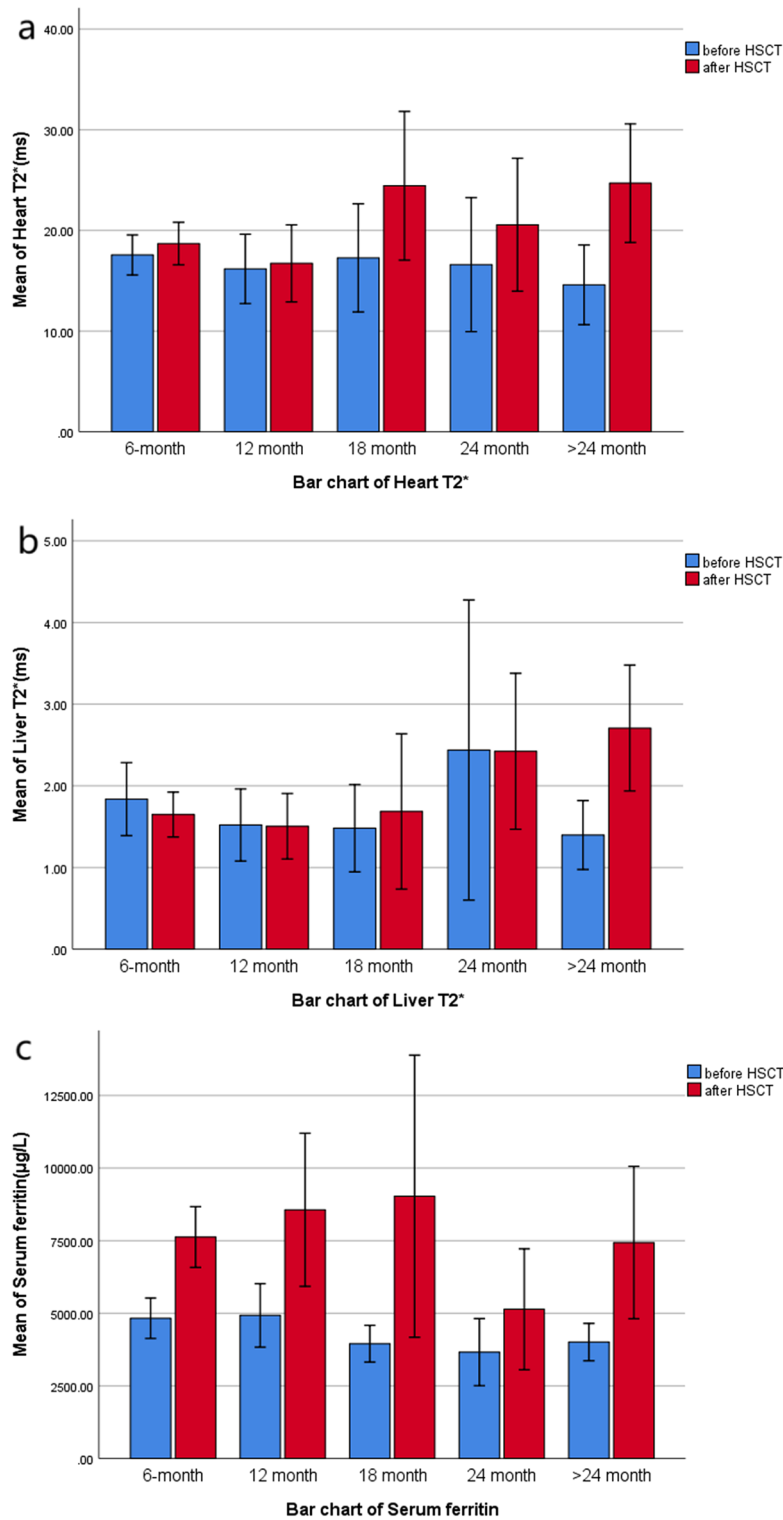 a
before HSCT
after HSCT
Mean of Heart T2*(ms)
40.00
30.00
20.00
10.00
.00
6-month 12 month 18 month 24 month >24 month
Bar chart of Heart T2*
b
before HSCT
after HSCT
Mean of Liver T2*(ms)
5.00
4.00
3.00
2.00
1.00
.00
6-month 12 month 18 month 24 month >24 month
Bar chart of Liver T2*
c
before HSCT
after HSCT
Mean of Serum ferritin(μg/L)
12500.00
10000.00
7500.00
5000.00
2500.00
.00
6-month 12 month 18 month 24 month >24 month
Bar chart of Serum ferritin